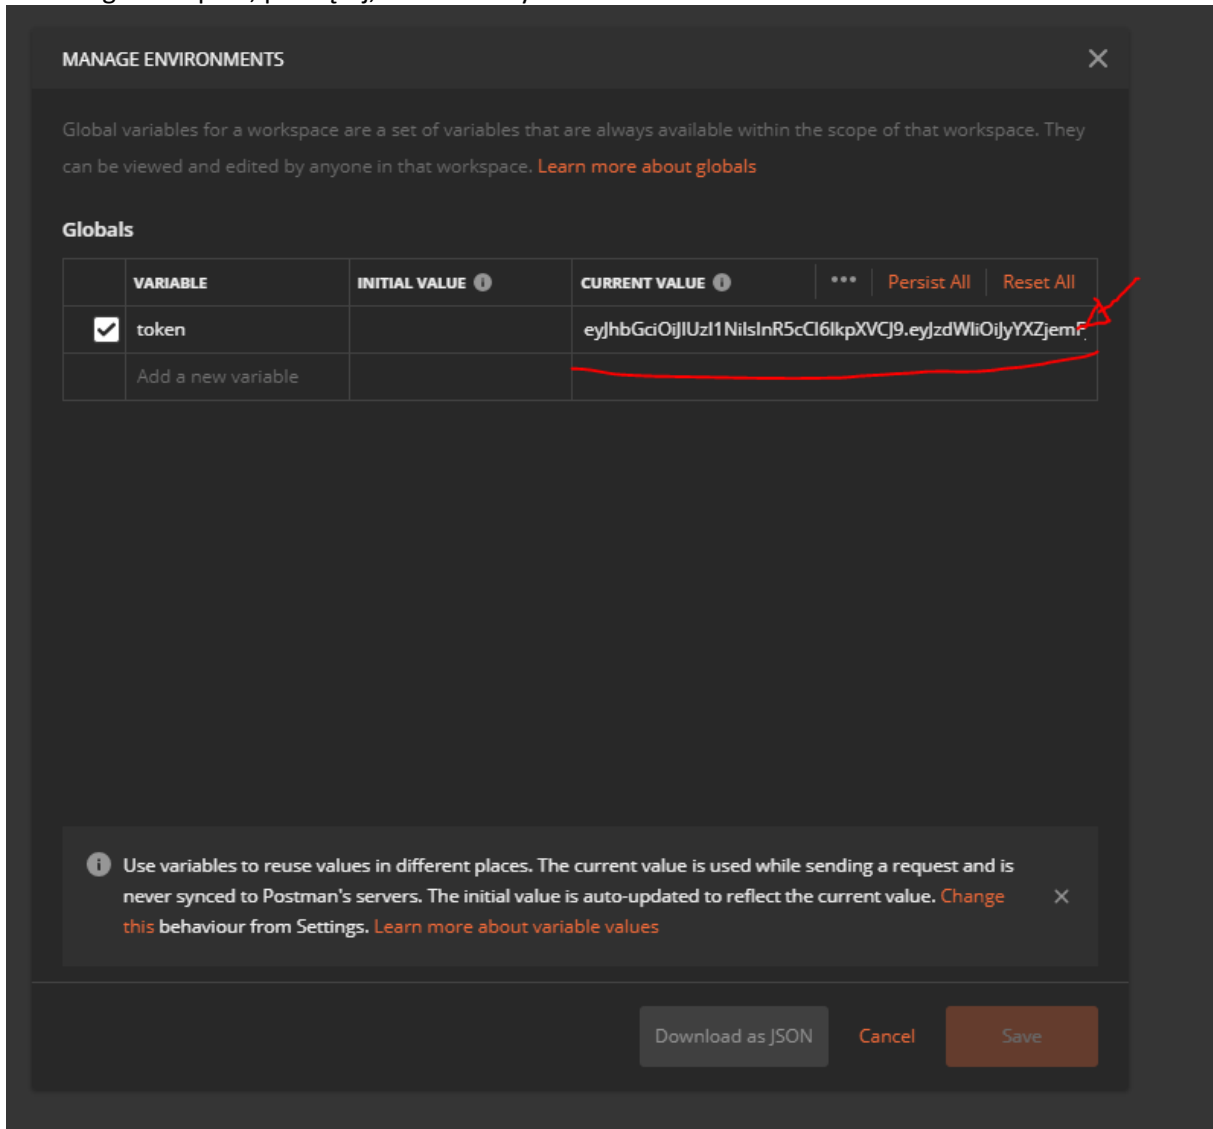 MANAGE ENVIRONMENTS
Global variables for a workspace are a set of variables that are always available within the scope of that workspace. They
can be viewed and edited by anyone in that workspace. Learn more about globals
Globals
VARIABLE INITIAL VALUE CURRENT VALUE ••• Persist All Reset All
token eyJhbGciOiJIUzI1NiIsInR5cCI6IkpXVCJ9.eyJzdWIiOiJyYXZjemF
Add a new variable
Use variables to reuse values in different places. The current value is used while sending a request and is
never synced to Postman's servers. The initial value is auto-updated to reflect the current value. Change
this behaviour from Settings. Learn more about variable values
Download as JSON Cancel Save